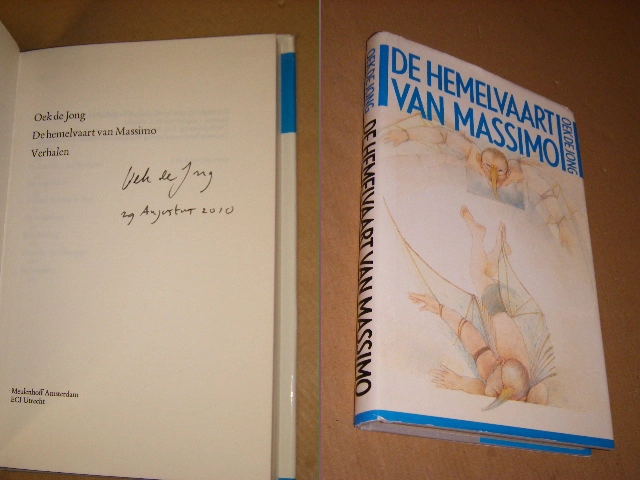 Oek de Jong
De hemelvaart van Massimo
Verhalen
Oek de Jong
29 Augustus 2010
Meulenhoff Amsterdam
ECI Utrecht
DE HEMELVAART
VAN MASSIMO
OEK DE JONG
OEK DE JONG
DE HEMELVAART VAN MASSIMO